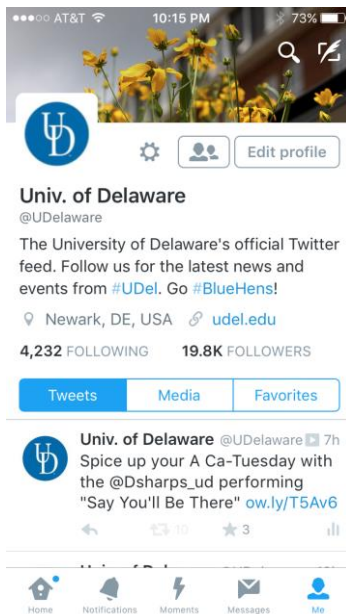 AT&T 10:15 PM 73%
UD
Edit profile
Univ. of Delaware
@UDelaware
The University of Delaware's official Twitter
feed. Follow us for the latest news and
events from #UDel. Go #BlueHens!
Newark, DE, USA udel.edu
4,232 FOLLOWING 19.8K FOLLOWERS
Tweets Media Favorites
UD
Univ. of Delaware @UDelaware 7h
Spice up your A Ca-Tuesday with
the @Dsharps_ud performing
"Say You'll Be There" ow.ly/T5Av6
10 3
Home Notifications Moments Messages Me